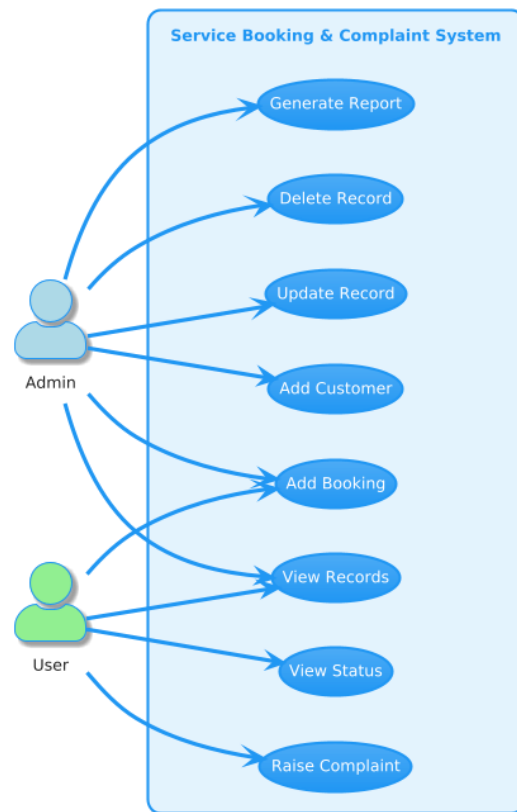 Service Booking & Complaint System
Generate Report
Delete Record
Update Record
Admin
Add Customer
Add Booking
View Records
User
View Status
Raise Complaint